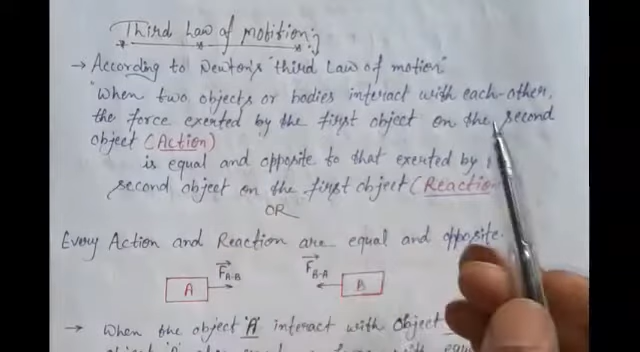 Third Law of mobition:
→ According to Newton's "third Law of motion"
"When two objects or bodies interact with each-other,
the force exerted by the first object on the second
object (Action)
is equal and opposite to that exerted by
second object on the first object (Reaction
OR
Every Action and Reaction are equal and opposite.
F A-B
F B-A
A
B
→ When the object 'A' interact with object